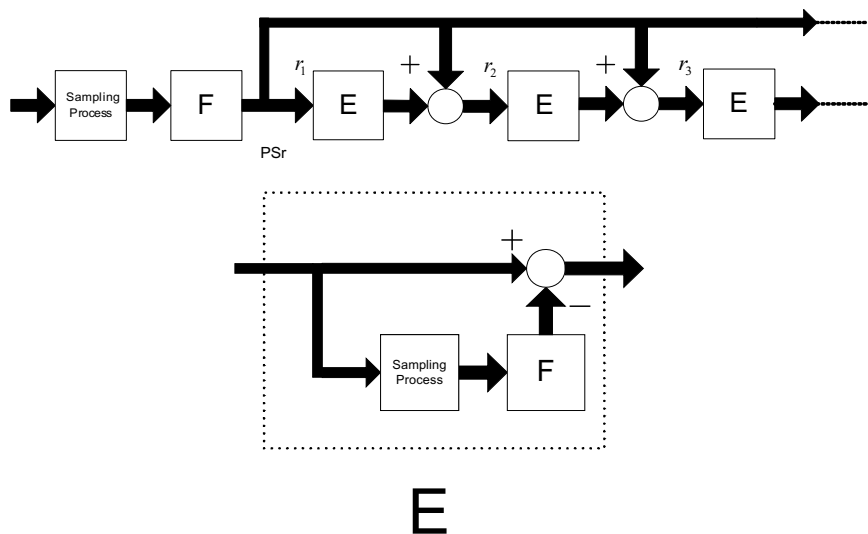 r₁
+
r₂
+
r₃
Sampling
Process
F
E
E
E
PSr
+
−
Sampling
Process
F
E